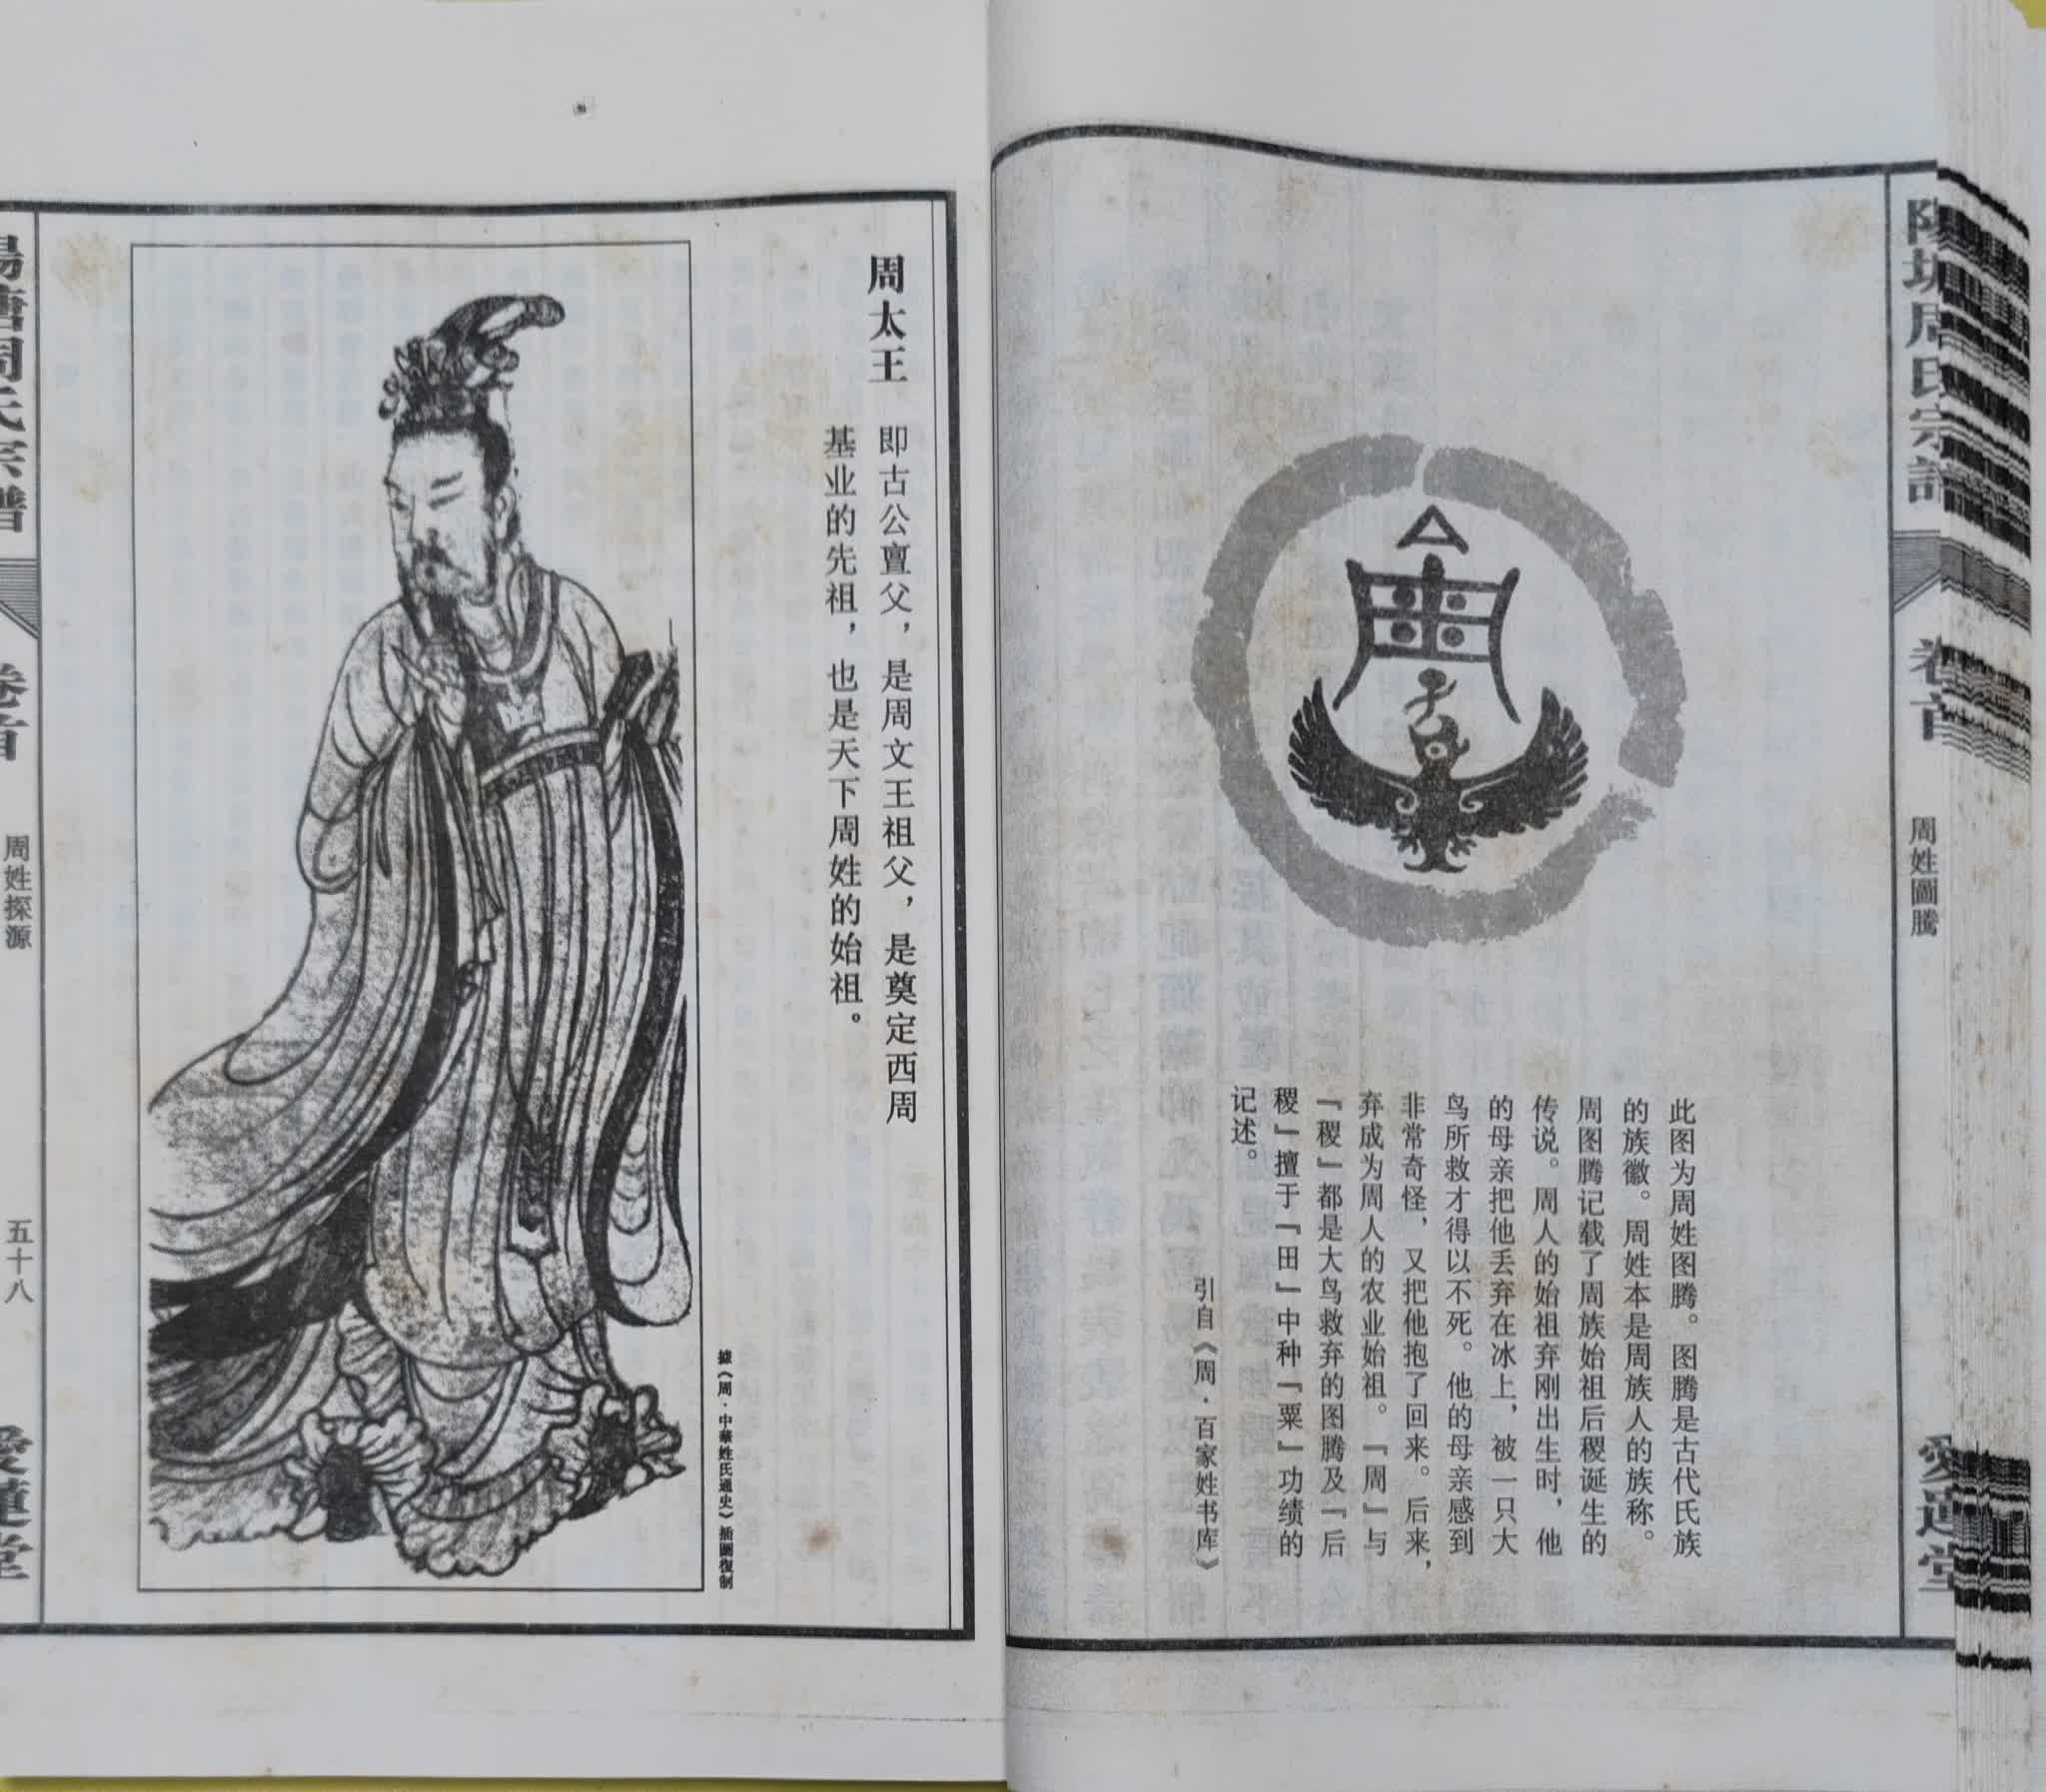 陽塘周氏宗譜
卷首
周姓圖騰
愛蓮堂
此图为周姓图腾。图腾是古代氏族
的族徽。周姓本是周族人的族称。
周图腾记载了周族始祖后稷诞生的
传说。周人的始祖弃刚出生时，他
的母亲把他丢弃在冰上，被一只大
鸟所救才得以不死。他的母亲感到
非常奇怪，又把他抱了回来。后来，
弃成为周人的农业始祖。『周』与
『稷』都是大鸟救弃的图腾及『后
稷』擅于『田』中种『粟』功绩的
记述。
引自《周·百家姓书库》
周太王
即古公亶父，是周文王祖父，是奠定西周
基业的先祖，也是天下周姓的始祖。
據《周·中華姓氏通史》插圖復制
陽塘周氏宗譜
卷首
周姓探源
五十八
愛蓮堂